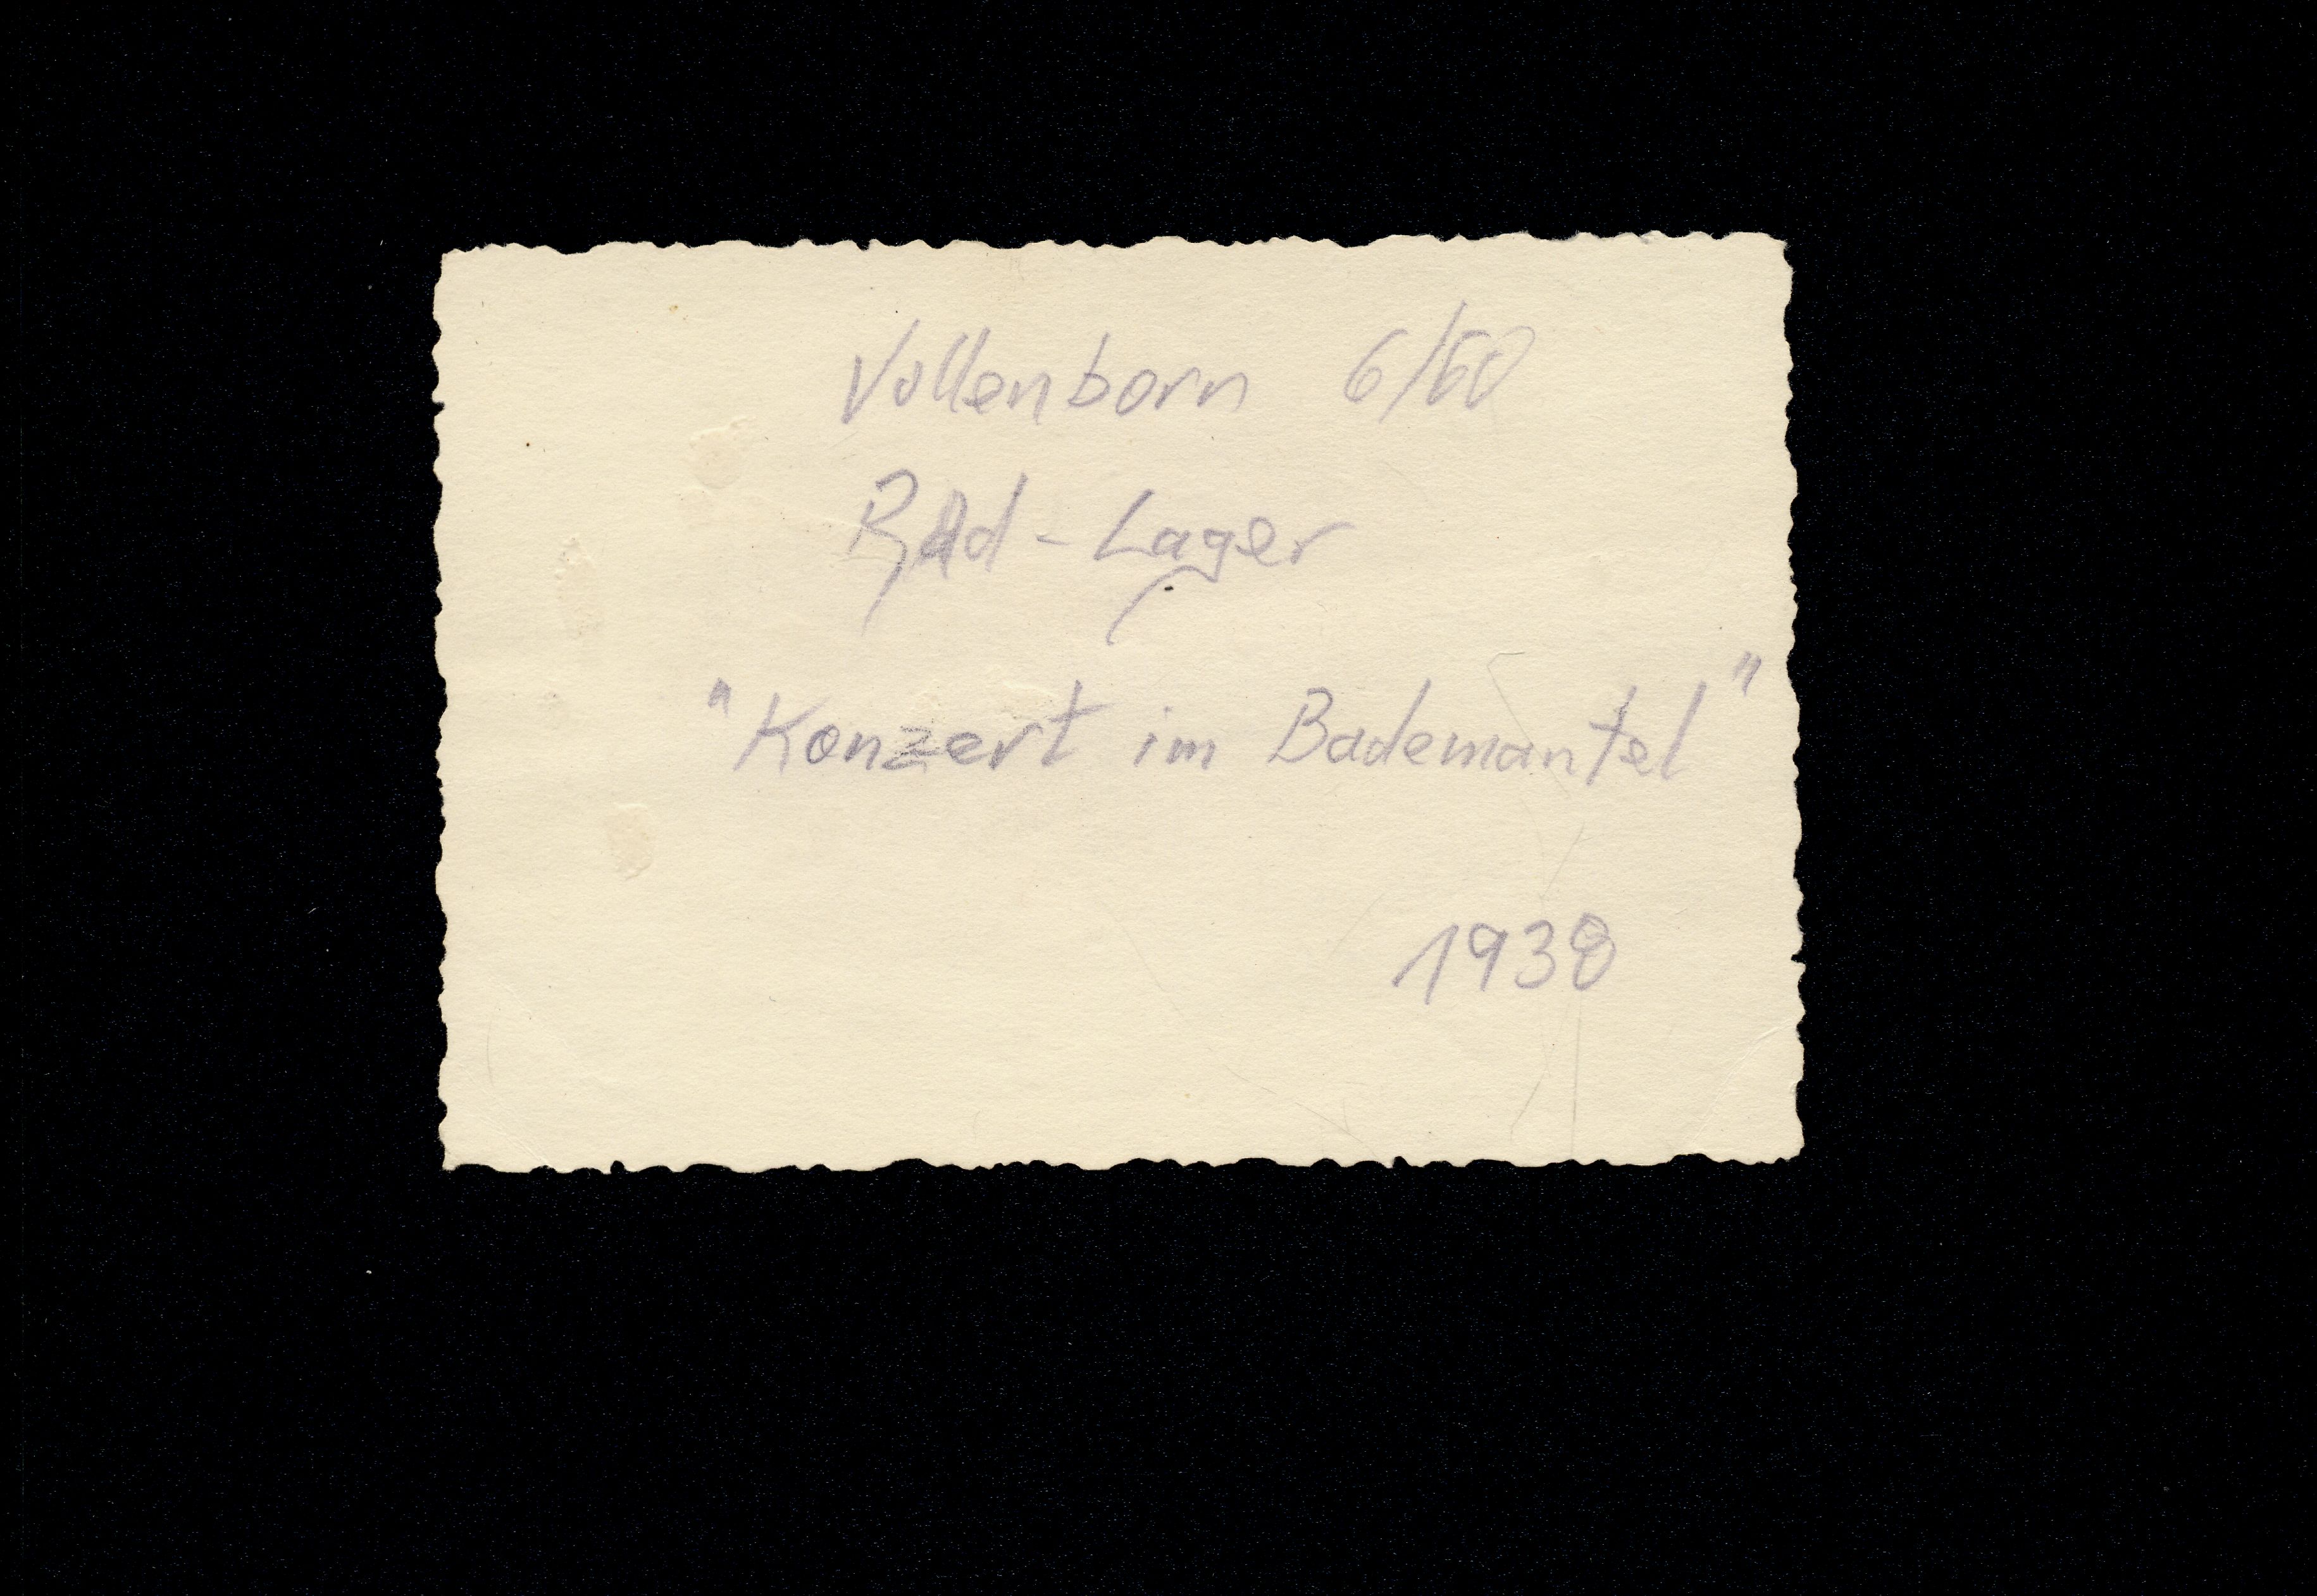 Vollenborn 6/60
RAd-Lager
"Konzert im Bademantel"
1938